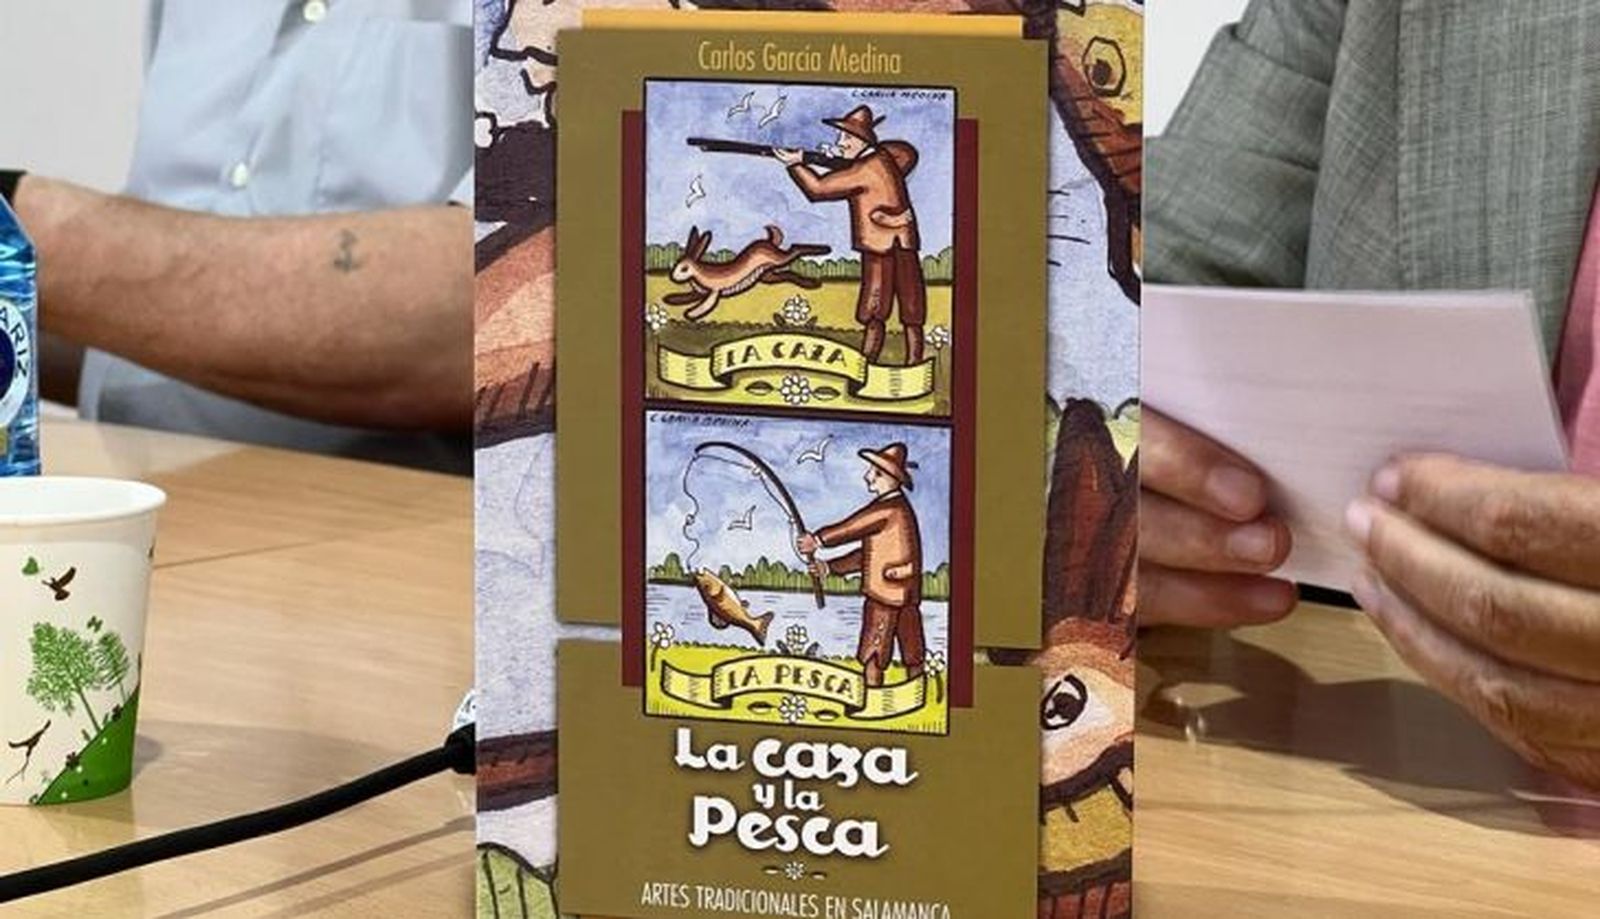 Carlos García Medina
C. GARCIA MEDINA
LA CAZA
C. GARCIA MEDINA
LA PESCA
La caza
y la
Pesca
ARTES TRADICIONALES EN SALAMANCA
ARIZ